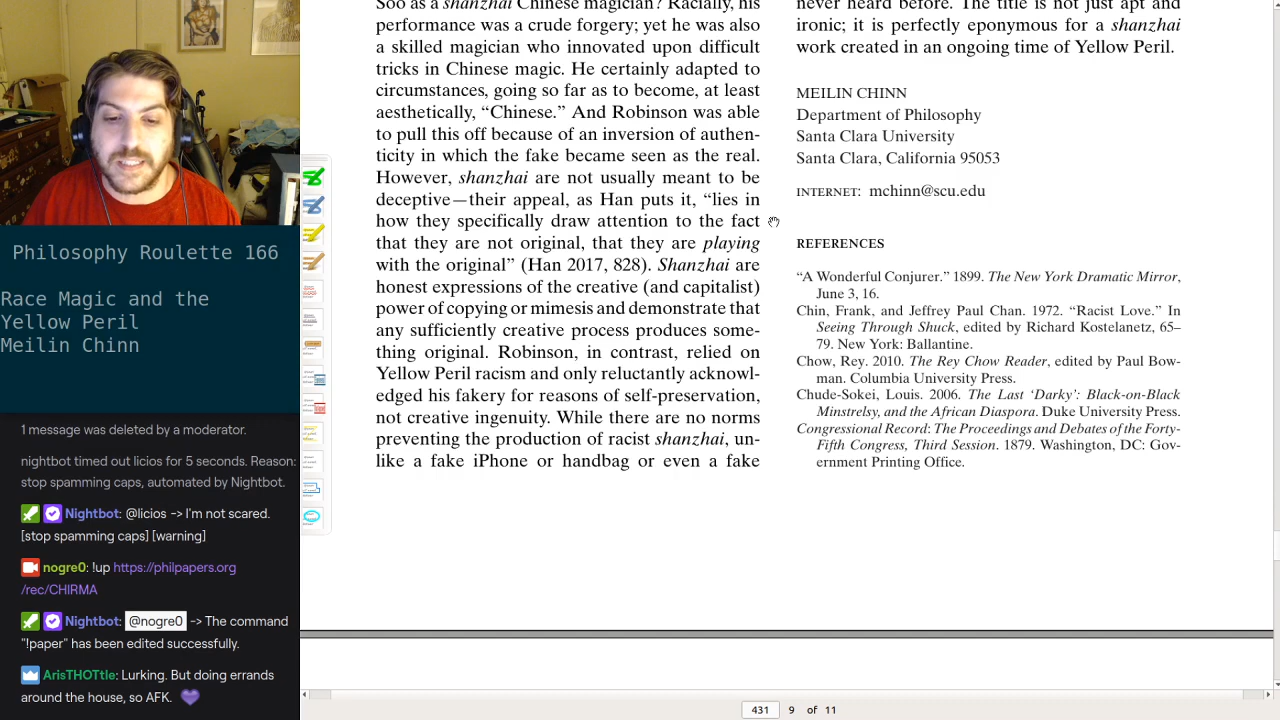 Philosophy Roulette 166
Race Magic and the
Yellow Peril
Meilin Chinn
1 message was deleted by a moderator.
night bot timed out licios for 5 seconds. Reason:
stop spamming caps, automated by Nightbot.
Nightbot: @licios -> I'm not scared.
[stop spamming caps] [warning]
nogre0: !up https://philpapers.org
/rec/CHIRMA
Nightbot: @nogre0 -> The command
"!paper" has been edited successfully.
ArisTHOTtle: Lurking. But doing errands
around the house, so AFK.
Soo as a shanzhai Chinese magician? Racially, his
performance was a crude forgery; yet he was also
a skilled magician who innovated upon difficult
tricks in Chinese magic. He certainly adapted to
circumstances, going so far as to become, at least
aesthetically, “Chinese.” And Robinson was able
to pull this off because of an inversion of authen-
ticity in which the fake became seen as the real.
However, shanzhai are not usually meant to be
deceptive—their appeal, as Han puts it, “lies in
how they specifically draw attention to the fact
that they are not original, that they are playing
with the original” (Han 2017, 828). Shanzhai are
honest expressions of the creative (and capitalist)
power of copying or mimicry and demonstrate how
any sufficiently creative process produces some-
thing original. Robinson, in contrast, relied on
Yellow Peril racism and only reluctantly acknowl-
edged his fakery for reasons of self-preservation,
not creative ingenuity. While there are no rules
preventing the production of racist shanzhai, just
like a fake iPhone or handbag or even a fake
never heard before. The title is not just apt and
ironic; it is perfectly eponymous for a shanzhai
work created in an ongoing time of Yellow Peril.
MEILIN CHINN
Department of Philosophy
Santa Clara University
Santa Clara, California 95053
INTERNET: mchinn@scu.edu
REFERENCES
“A Wonderful Conjurer.” 1899. The New York Dramatic Mirror,
June 3, 16.
Chin, Frank, and Jeffrey Paul Chan. 1972. “Racist Love.” In
Seeing Through Shuck, edited by Richard Kostelanetz, 65–
79. New York: Ballantine.
Chow, Rey. 2010. The Rey Chow Reader, edited by Paul Bow-
man. Columbia University Press.
Chude-Sokei, Louis. 2006. The Last ‘Darky’: Black-on-Black
Minstrelsy, and the African Diaspora. Duke University Press.
Congressional Record: The Proceedings and Debates of the Forty-
Fifth Congress, Third Session. 1879. Washington, DC: Gov-
ernment Printing Office.
431 9 of 11